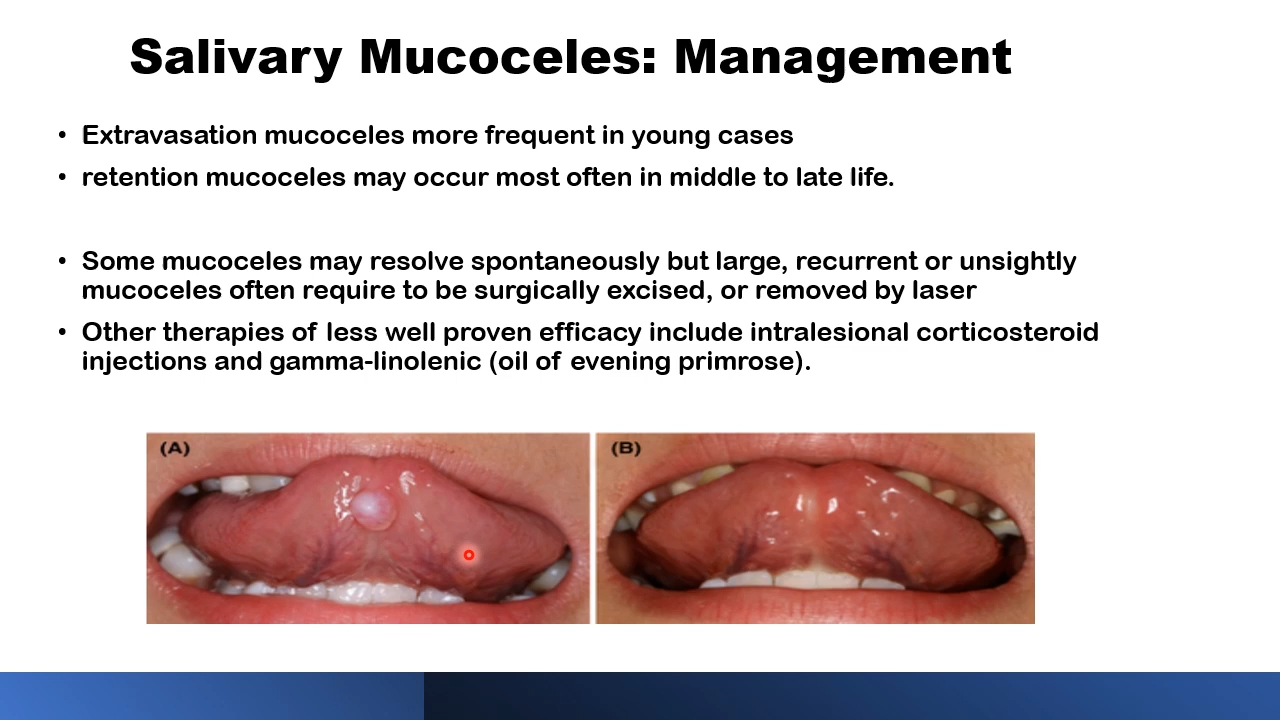 Salivary Mucoceles: Management
• Extravasation mucoceles more frequent in young cases
• retention mucoceles may occur most often in middle to late life.
• Some mucoceles may resolve spontaneously but large, recurrent or unsightly
mucoceles often require to be surgically excised, or removed by laser
• Other therapies of less well proven efficacy include intralesional corticosteroid
injections and gamma-linolenic (oil of evening primrose).
(A)
(B)